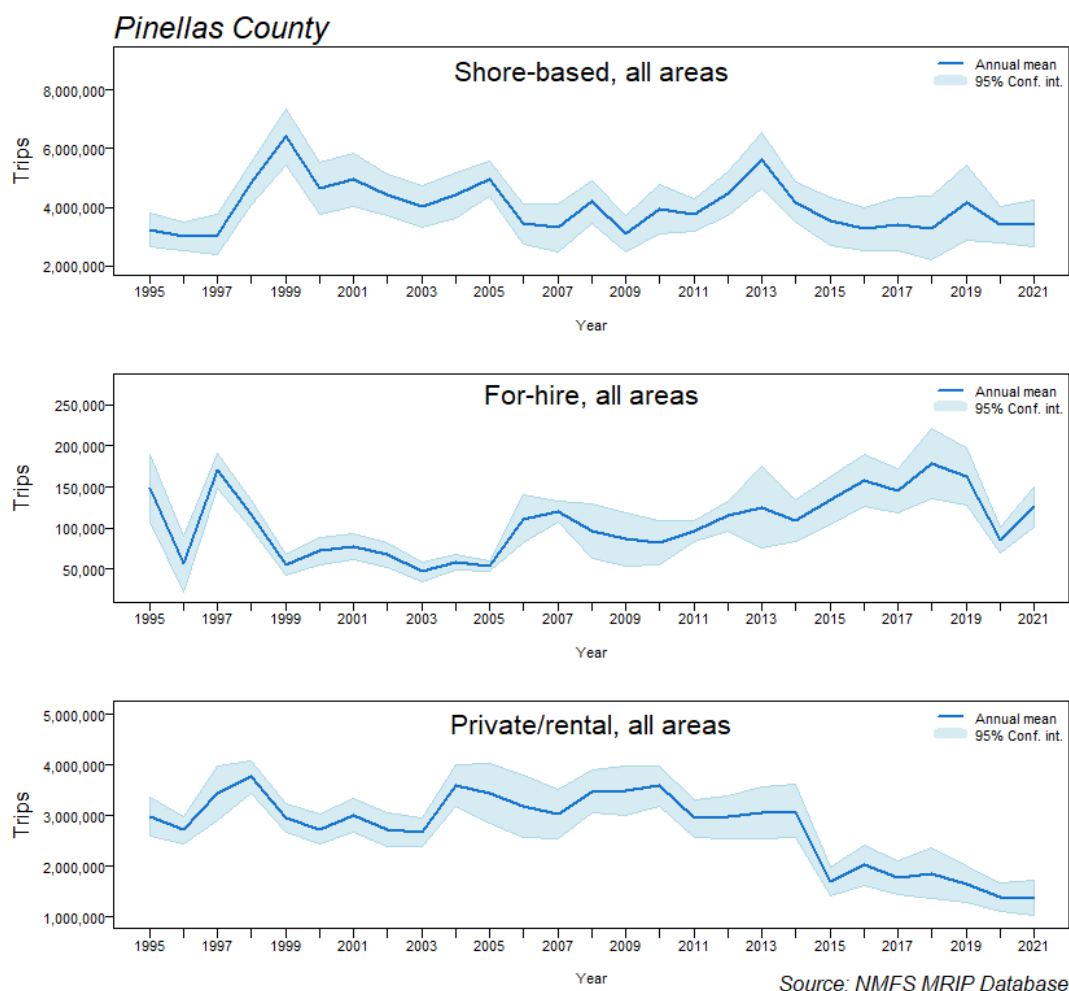 Pinellas County
Shore-based, all areas
Annual mean
95% Conf. int.
Trips
8,000,000
6,000,000
4,000,000
2,000,000
1995 1997 1999 2001 2003 2005 2007 2009 2011 2013 2015 2017 2019 2021
Year
For-hire, all areas
Annual mean
95% Conf. int.
Trips
250,000
200,000
150,000
100,000
50,000
1995 1997 1999 2001 2003 2005 2007 2009 2011 2013 2015 2017 2019 2021
Year
Private/rental, all areas
Annual mean
95% Conf. int.
Trips
5,000,000
4,000,000
3,000,000
2,000,000
1,000,000
1995 1997 1999 2001 2003 2005 2007 2009 2011 2013 2015 2017 2019 2021
Year
Source: NMFS MRIP Database